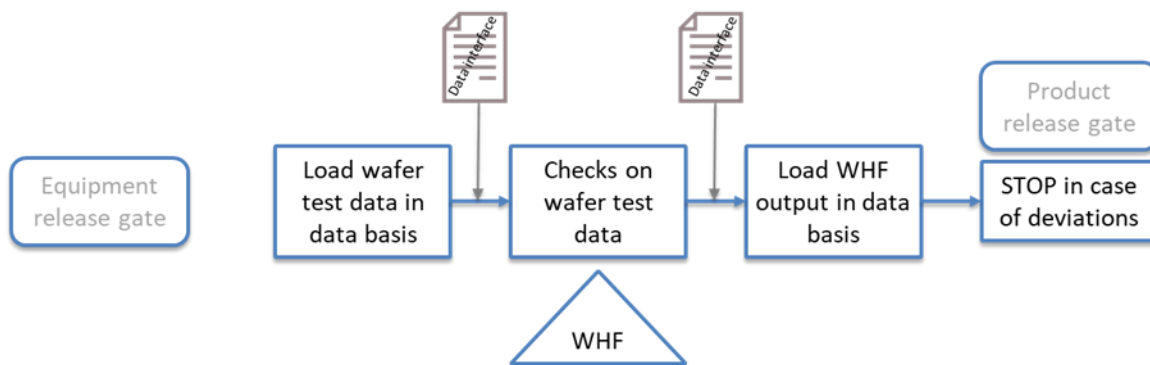 Data interface
Data interface
Equipment
release gate
Load wafer
test data in
data basis
Checks on
wafer test
data
Load WHF
output in data
basis
Product
release gate
STOP in case
of deviations
WHF